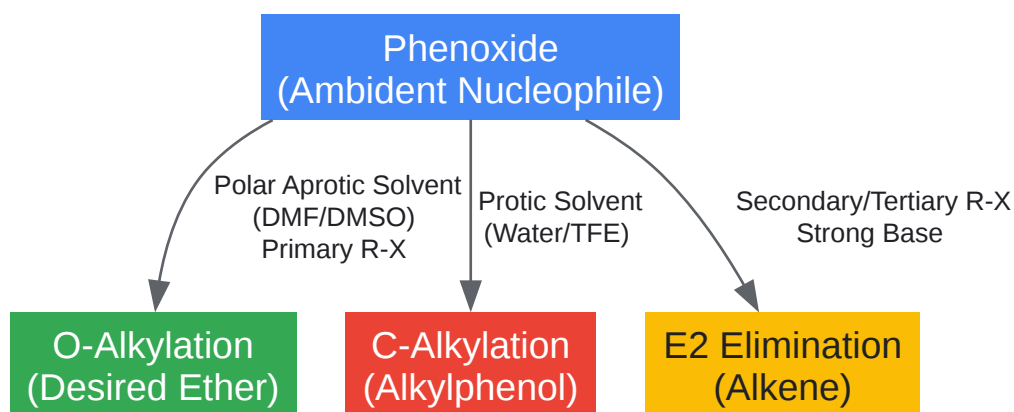 Phenoxide
(Ambident Nucleophile)
Polar Aprotic Solvent
(DMF/DMSO)
Primary R-X
Protic Solvent
(Water/TFE)
Secondary/Tertiary R-X
Strong Base
O-Alkylation
(Desired Ether)
C-Alkylation
(Alkylphenol)
E2 Elimination
(Alkene)